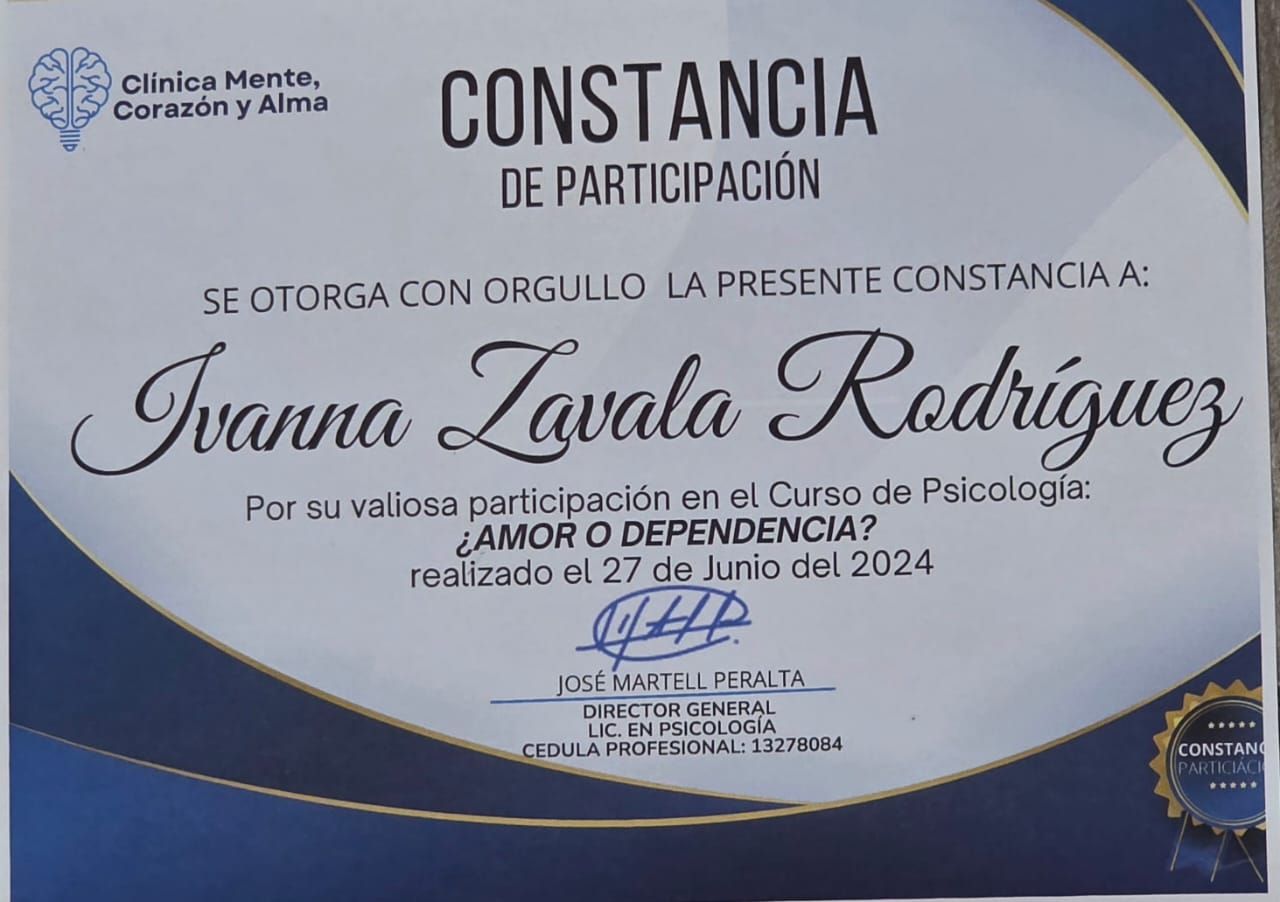 Clínica Mente,
Corazón y Alma
CONSTANCIA
DE PARTICIPACIÓN
SE OTORGA CON ORGULLO LA PRESENTE CONSTANCIA A:
Ivanna Zavala Rodríguez
Por su valiosa participación en el Curso de Psicología:
¿AMOR O DEPENDENCIA?
realizado el 27 de Junio del 2024
JOSÉ MARTELL PERALTA
DIRECTOR GENERAL
LIC. EN PSICOLOGÍA
CEDULA PROFESIONAL: 13278084
CONSTANC
PARTICIÁCI